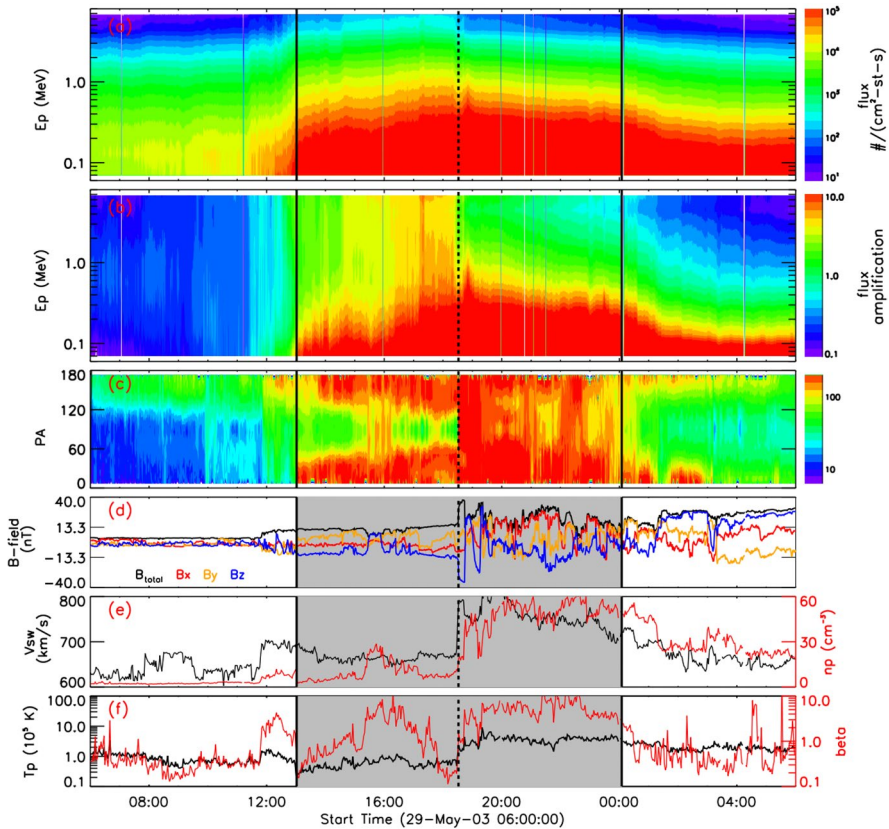 (a)
Ep (MeV)
1.0
0.1
10⁵
10⁴
10³
10²
10¹
flux
#/(cm²-st-s)
(b)
Ep (MeV)
1.0
0.1
10.0
1.0
0.1
flux
amplification
(c)
PA
180
120
60
0
100
10
(d)
B-field
(nT)
40.0
13.5
-13.5
-40.0
Btotal Bx By Bz
(e)
Vsw
(km/s)
800
700
600
60
30
0
np (cm⁻³)
(f)
Tp (10⁵ K)
100.0
10.0
1.0
0.1
10.0
1.0
0.1
beta
08:00 12:00 16:00 20:00 00:00 04:00
Start Time (29-May-03 06:00:00)